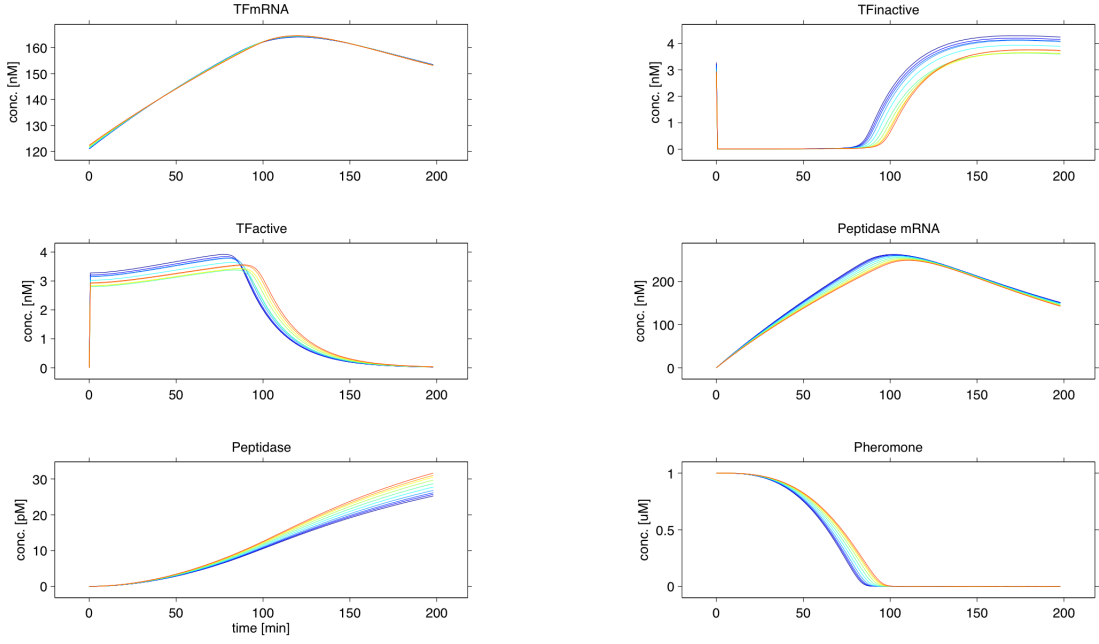 TFmRNA
conc. [nM]
160
150
140
130
120
0 50 100 150 200
TFinactive
conc. [nM]
4
3
2
1
0
0 50 100 150 200
TFactive
conc. [nM]
4
3
2
1
0
0 50 100 150 200
Peptidase mRNA
conc. [nM]
200
100
0
0 50 100 150 200
Peptidase
conc. [pM]
30
20
10
0
0 50 100 150 200
time [min]
Pheromone
conc. [uM]
1
0.5
0
0 50 100 150 200